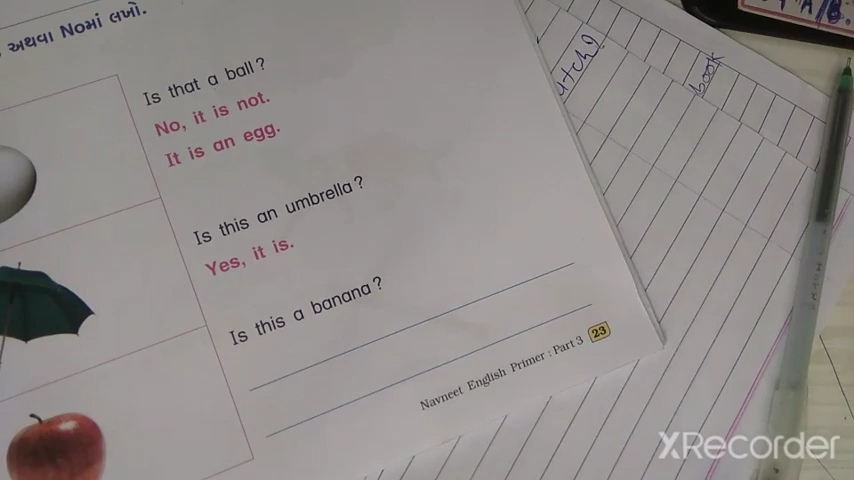 અથવા Noમાં લખો.
Is that a ball?
No, it is not.
It is an egg.
Is this an umbrella?
Yes, it is.
Is this a banana?
Navneet English Primer : Part 3 23
book
XRecorder